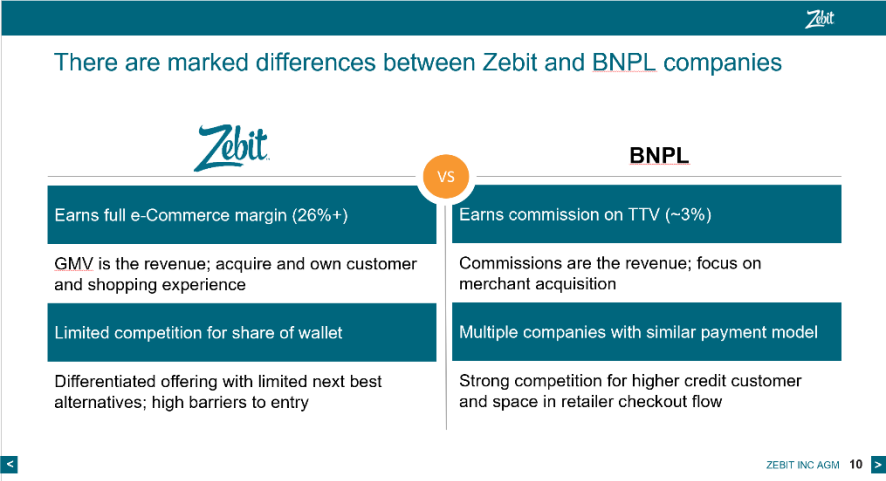 Zebit
There are marked differences between Zebit and BNPL companies
Zebit
BNPL
VS
Earns full e-Commerce margin (26%+)
Earns commission on TTV (~3%)
GMV is the revenue; acquire and own customer
and shopping experience
Commissions are the revenue; focus on
merchant acquisition
Limited competition for share of wallet
Multiple companies with similar payment model
Differentiated offering with limited next best
alternatives; high barriers to entry
Strong competition for higher credit customer
and space in retailer checkout flow
<
ZEBIT INC AGM 10
>